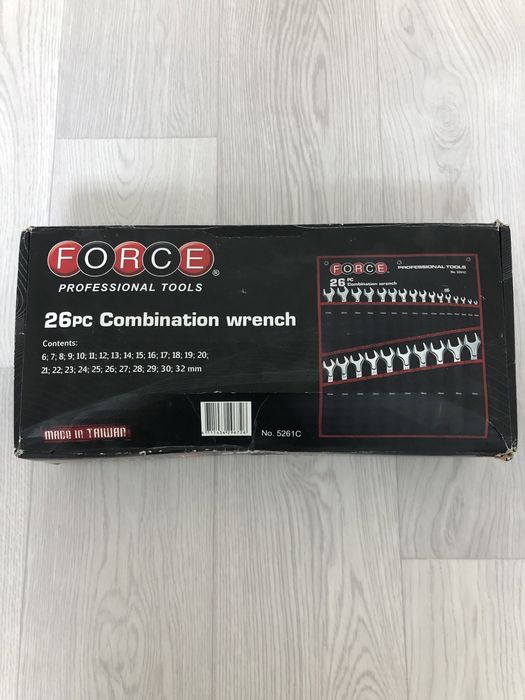 FORCE®
PROFESSIONAL TOOLS
26PC Combination wrench
Contents:
6; 7; 8; 9; 10; 11; 12; 13; 14; 15; 16; 17; 18; 19; 20;
21; 22; 23; 24; 25; 26; 27; 28; 29; 30; 32 mm
MADE IN TAIWAN
No. 5261C
FORCE
PROFESSIONAL TOOLS
26 PC
Combination wrench